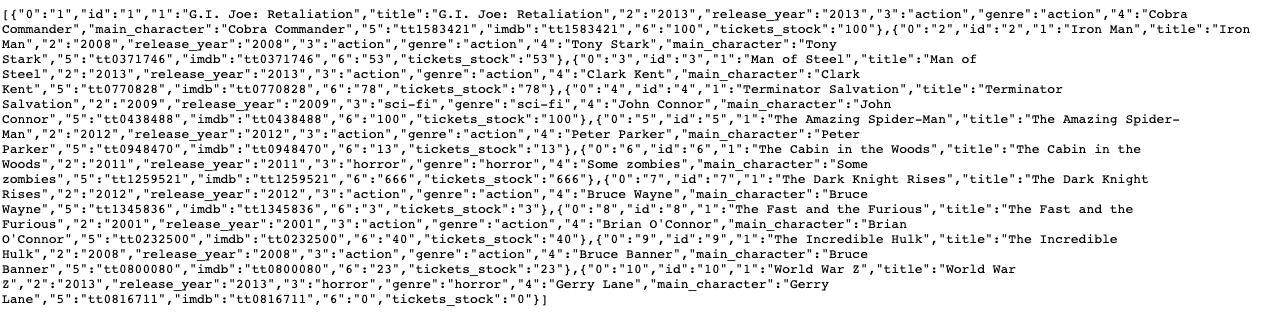 [{"0":"1","id":"1","1":"G.I. Joe: Retaliation","title":"G.I. Joe: Retaliation","2":"2013","release_year":"2013","3":"action","genre":"action","4":"Cobra
Commander","main_character":"Cobra Commander","5":"tt1583421","imdb":"tt1583421","6":"100","tickets_stock":"100"},{"0":"2","id":"2","1":"Iron Man","title":"Iron
Man","2":"2008","release_year":"2008","3":"action","genre":"action","4":"Tony Stark","main_character":"Tony
Stark","5":"tt0371746","imdb":"tt0371746","6":"53","tickets_stock":"53"},{"0":"3","id":"3","1":"Man of Steel","title":"Man of
Steel","2":"2013","release_year":"2013","3":"action","genre":"action","4":"Clark Kent","main_character":"Clark
Kent","5":"tt0770828","imdb":"tt0770828","6":"78","tickets_stock":"78"},{"0":"4","id":"4","1":"Terminator Salvation","title":"Terminator
Salvation","2":"2009","release_year":"2009","3":"sci-fi","genre":"sci-fi","4":"John Connor","main_character":"John
Connor","5":"tt0438488","imdb":"tt0438488","6":"100","tickets_stock":"100"},{"0":"5","id":"5","1":"The Amazing Spider-Man","title":"The Amazing Spider-
Man","2":"2012","release_year":"2012","3":"action","genre":"action","4":"Peter Parker","main_character":"Peter
Parker","5":"tt0948470","imdb":"tt0948470","6":"13","tickets_stock":"13"},{"0":"6","id":"6","1":"The Cabin in the Woods","title":"The Cabin in the
Woods","2":"2011","release_year":"2011","3":"horror","genre":"horror","4":"Some zombies","main_character":"Some
zombies","5":"tt1259521","imdb":"tt1259521","6":"666","tickets_stock":"666"},{"0":"7","id":"7","1":"The Dark Knight Rises","title":"The Dark Knight
Rises","2":"2012","release_year":"2012","3":"action","genre":"action","4":"Bruce Wayne","main_character":"Bruce
Wayne","5":"tt1345836","imdb":"tt1345836","6":"3","tickets_stock":"3"},{"0":"8","id":"8","1":"The Fast and the Furious","title":"The Fast and the
Furious","2":"2001","release_year":"2001","3":"action","genre":"action","4":"Brian O'Connor","main_character":"Brian
O'Connor","5":"tt0232500","imdb":"tt0232500","6":"40","tickets_stock":"40"},{"0":"9","id":"9","1":"The Incredible Hulk","title":"The Incredible
Hulk","2":"2008","release_year":"2008","3":"action","genre":"action","4":"Bruce Banner","main_character":"Bruce
Banner","5":"tt0800080","imdb":"tt0800080","6":"23","tickets_stock":"23"},{"0":"10","id":"10","1":"World War Z","title":"World War
Z","2":"2013","release_year":"2013","3":"horror","genre":"horror","4":"Gerry Lane","main_character":"Gerry
Lane","5":"tt0816711","imdb":"tt0816711","6":"0","tickets_stock":"0"}]